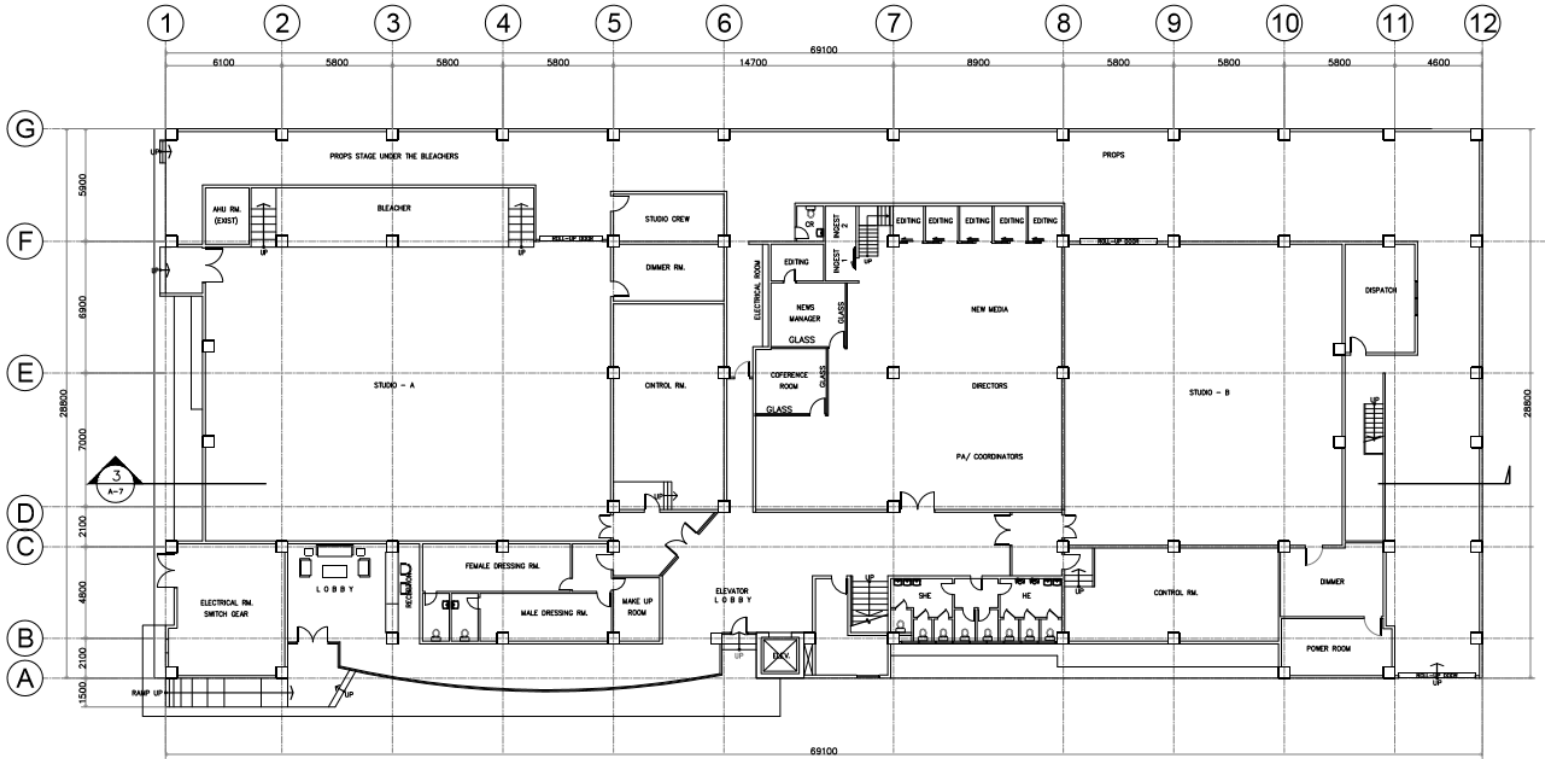 1 2 3 4 5 6 7 8 9 10 11 12
69100
6100 5800 5800 5800 14700 8900 5800 5800 5800 4600
G
UP
PROPS STAGE UNDER THE BLEACHERS
PROPS
5900
AHU RM.
(EXIST)
BLEACHER
STUDIO CREW
CR
INGEST
2
EDITING EDITING EDITING EDITING EDITING
F
UP
UP
ROLL-UP DOOR
UP
ROLL-UP DOOR
UP
DIMMER RM.
ELECTRICAL ROOM
EDITING
INGEST
1
DISPATCH
6900
NEWS
MANAGER
GLASS
GLASS
NEW MEDIA
E
STUDIO - A
CINTROL RM.
COFERENCE
ROOM
GLASS
GLASS
DIRECTORS
STUDIO - B
UP
28800
28800
7000
PA/ COORDINATORS
3
A-7
UP
D
2100
C
FEMALE DRESSING RM.
UP
UP
LOBBY
RECEPTION
ELECTRICAL RM.
SWITCH GEAR
4800
MALE DRESSING RM.
MAKE UP
ROOM
ELEVATOR
LOBBY
SHE
HE
CONTROL RM.
DIMMER
B
UP
ELEV.
POWER ROOM
2100
A
ROLL-UP DOOR
UP
1500
RAMP UP
UP
69100